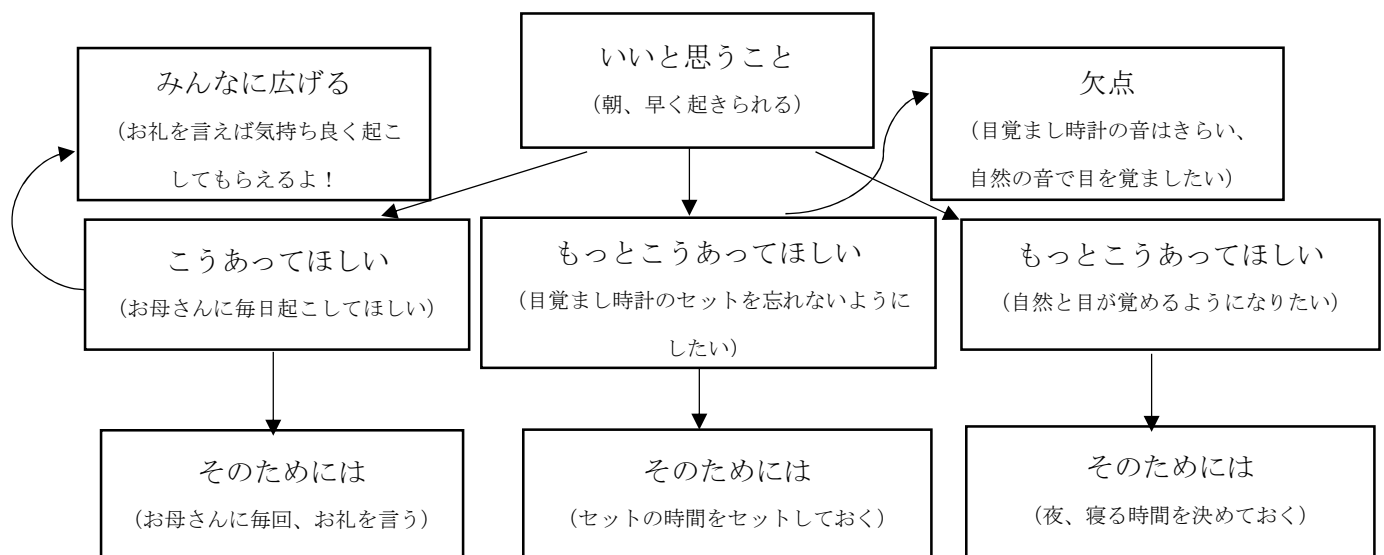 いいと思うこと
（朝、早く起きられる）
みんなに広げる
（お礼を言えば気持ち良く起こ
してもらえるよ！
欠点
（目覚まし時計の音はきらい、
自然の音で目を覚ましたい）
こうあってほしい
（お母さんに毎日起こしてほしい）
もっとこうあってほしい
（目覚まし時計のセットを忘れないように
したい）
もっとこうあってほしい
（自然と目が覚めるようになりたい）
そのためには
（お母さんに毎回、お礼を言う）
そのためには
（セットの時間をセットしておく）
そのためには
（夜、寝る時間を決めておく）